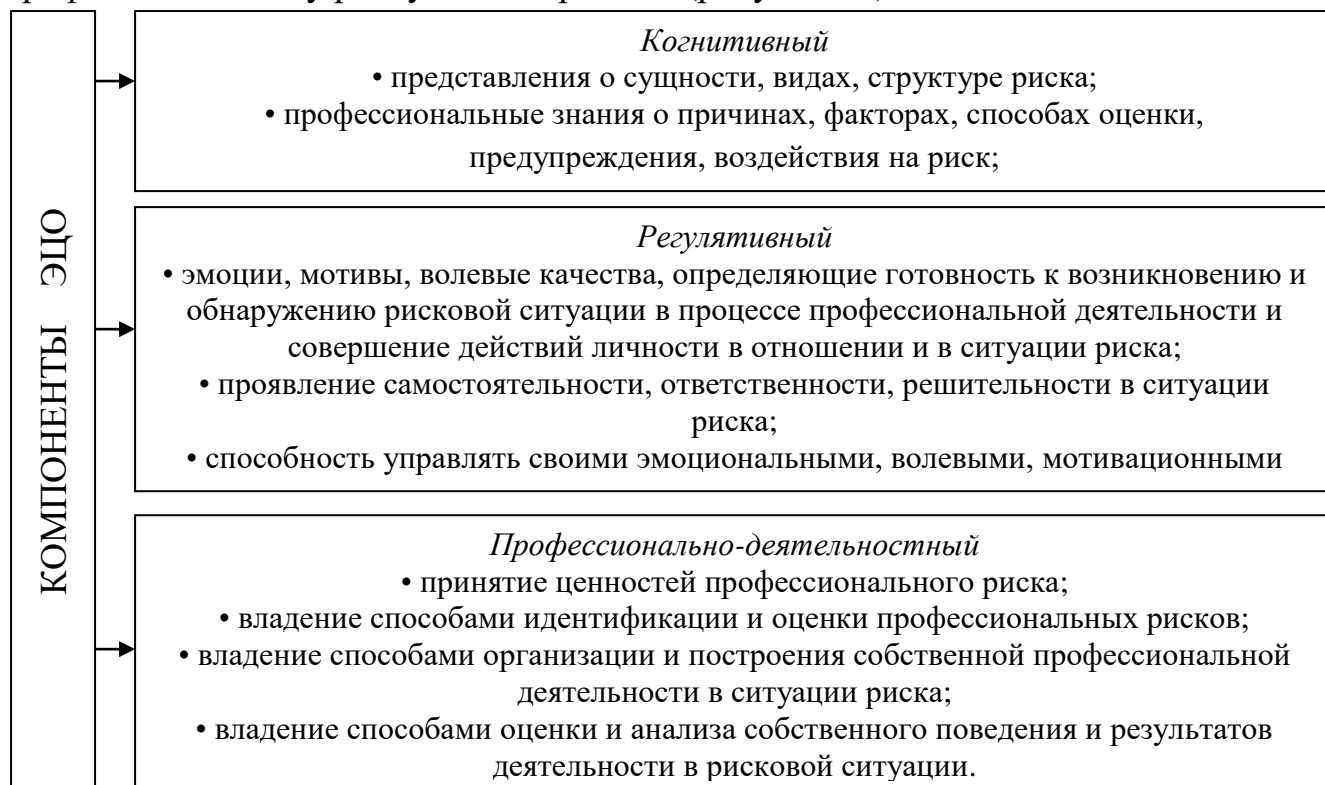 КОМПОНЕНТЫ ЭЦО
Когнитивный
• представления о сущности, видах, структуре риска;
• профессиональные знания о причинах, факторах, способах оценки,
предупреждения, воздействия на риск;
Регулятивный
• эмоции, мотивы, волевые качества, определяющие готовность к возникновению и
обнаружению рисковой ситуации в процессе профессиональной деятельности и
совершение действий личности в отношении и в ситуации риска;
• проявление самостоятельности, ответственности, решительности в ситуации
риска;
• способность управлять своими эмоциональными, волевыми, мотивационными
Профессионально-деятельностный
• принятие ценностей профессионального риска;
• владение способами идентификации и оценки профессиональных рисков;
• владение способами организации и построения собственной профессиональной
деятельности в ситуации риска;
• владение способами оценки и анализа собственного поведения и результатов
деятельности в рисковой ситуации.